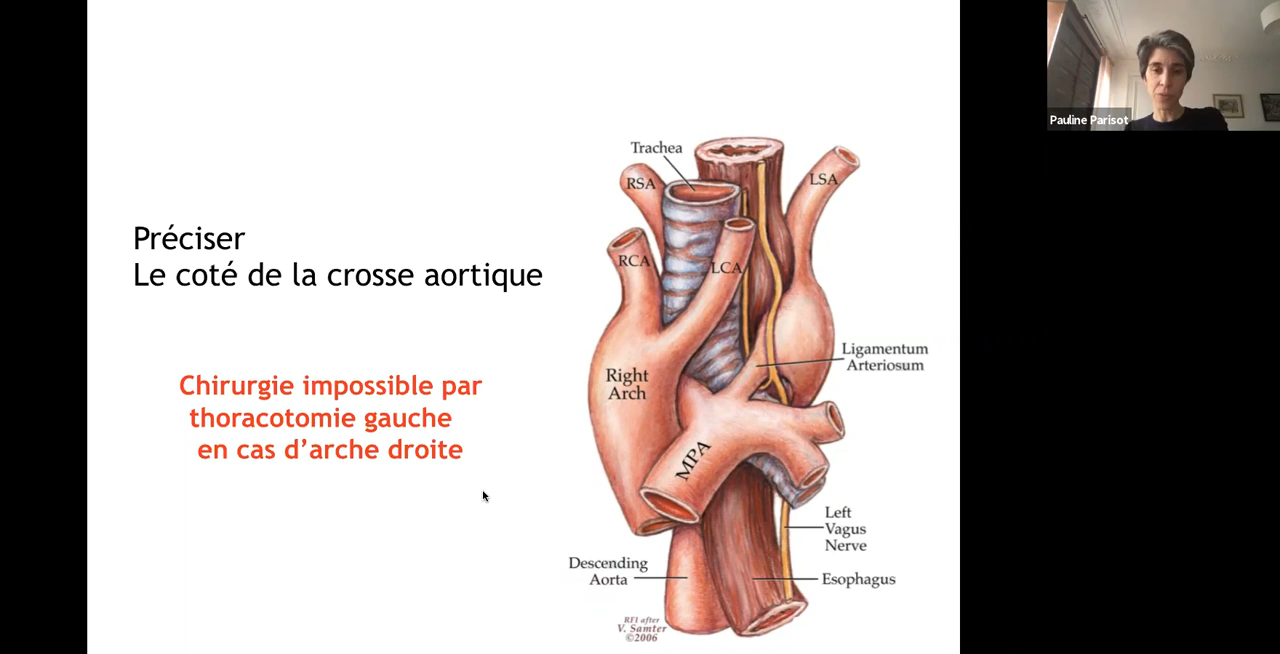 Pauline Parisot
Préciser
Le coté de la crosse aortique
Chirurgie impossible par
thoracotomie gauche
en cas d’arche droite
Trachea
RSA
LSA
RCA
LCA
Ligamentum
Arteriosum
Right
Arch
MPA
Left
Vagus
Nerve
Descending
Aorta
Esophagus
RFI after
V. Samter
©2006